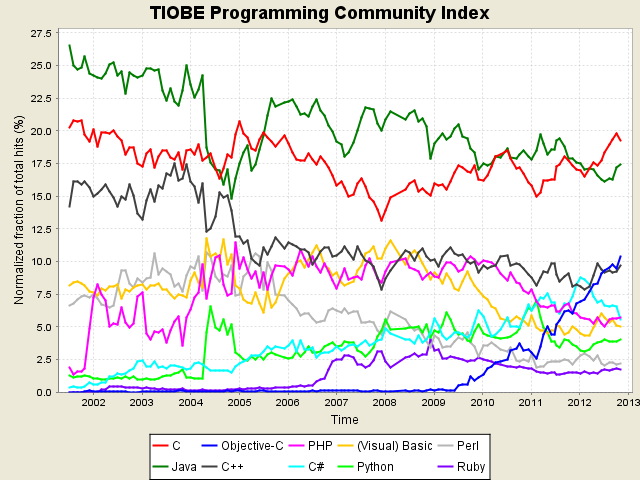 TIOBE Programming Community Index
Normalized fraction of total hits (%)
27.5
25.0
22.5
20.0
17.5
15.0
12.5
10.0
7.5
5.0
2.5
0.0
2002 2003 2004 2005 2006 2007 2008 2009 2010 2011 2012 2013
Time
C Objective-C PHP (Visual) Basic Perl
Java C++ C# Python Ruby